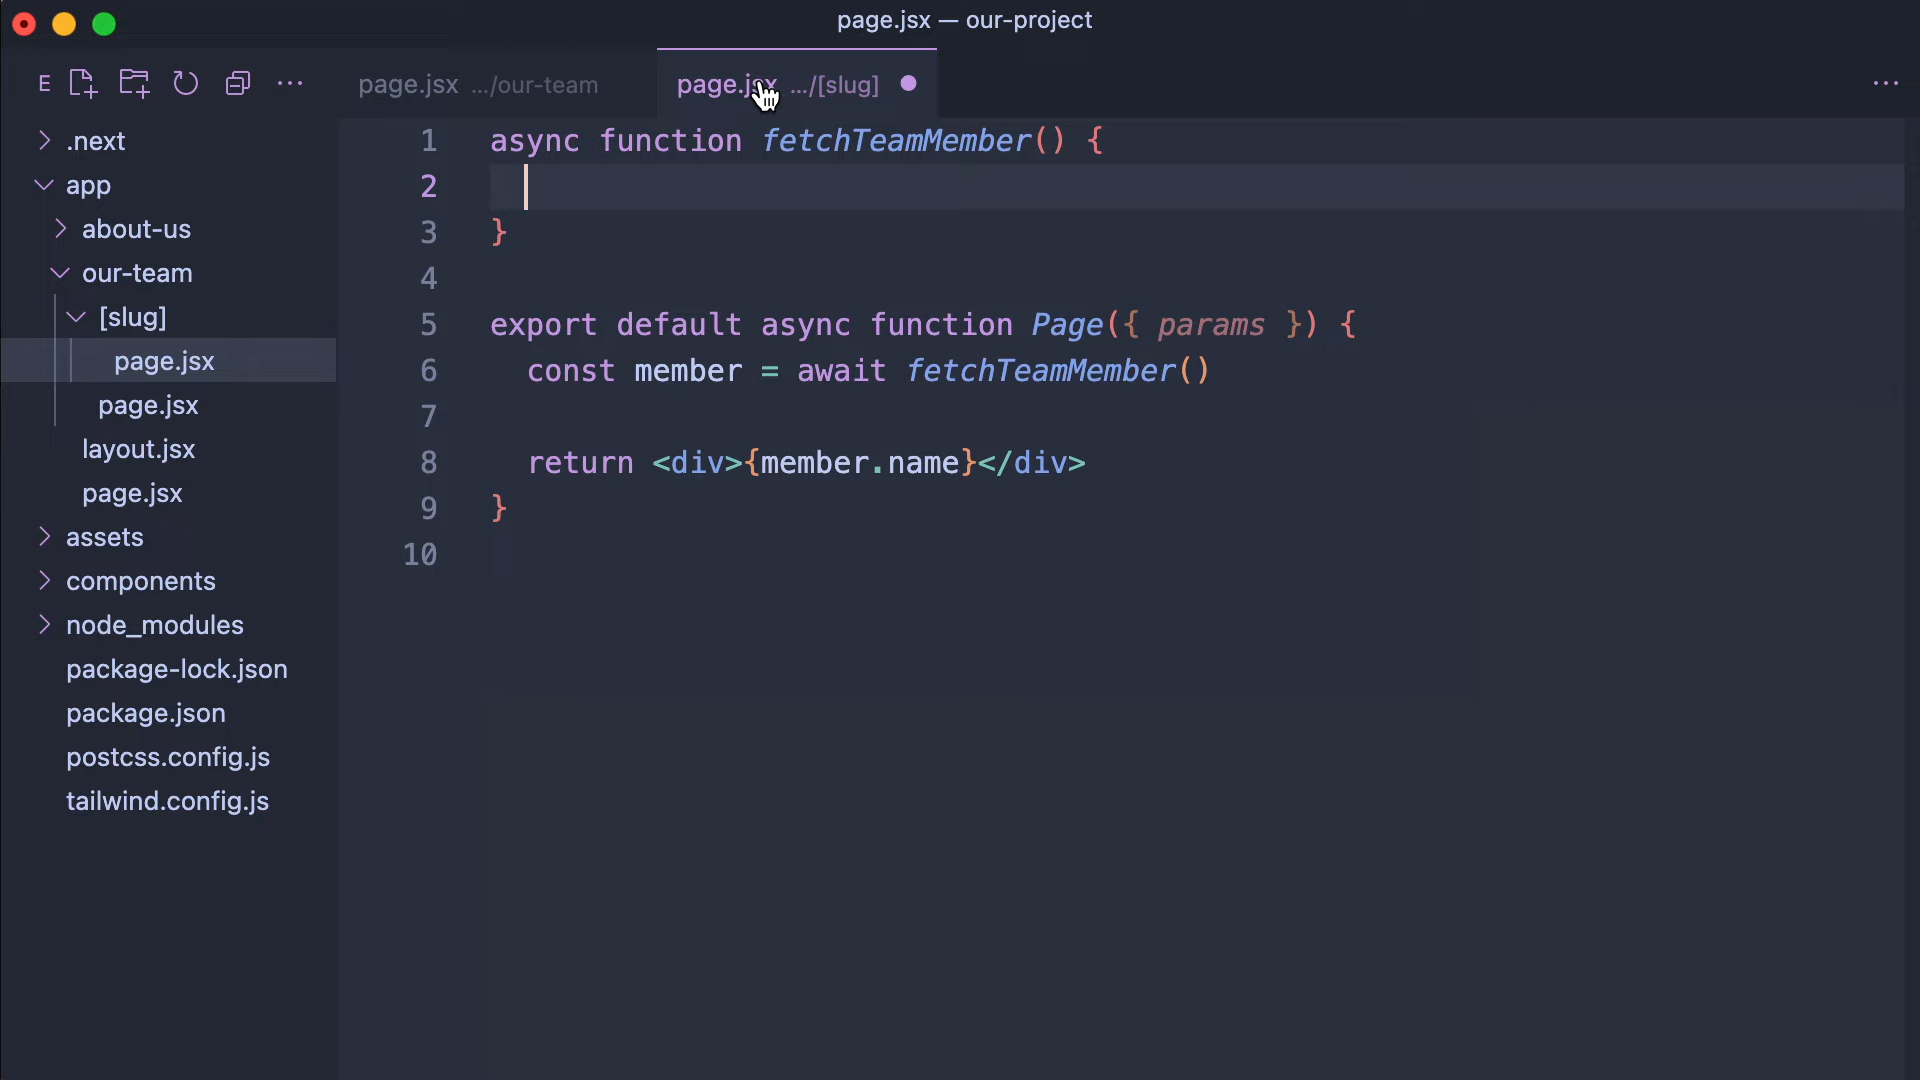 page.jsx — our-project
E
page.jsx .../our-team
page.jsx .../[slug]
.next
app
about-us
our-team
[slug]
page.jsx
page.jsx
layout.jsx
page.jsx
assets
components
node_modules
package-lock.json
package.json
postcss.config.js
tailwind.config.js
1 async function fetchTeamMember() {
2
3 }
4
5 export default async function Page({ params }) {
6 const member = await fetchTeamMember()
7
8 return <div>{member.name}</div>
9 }
10